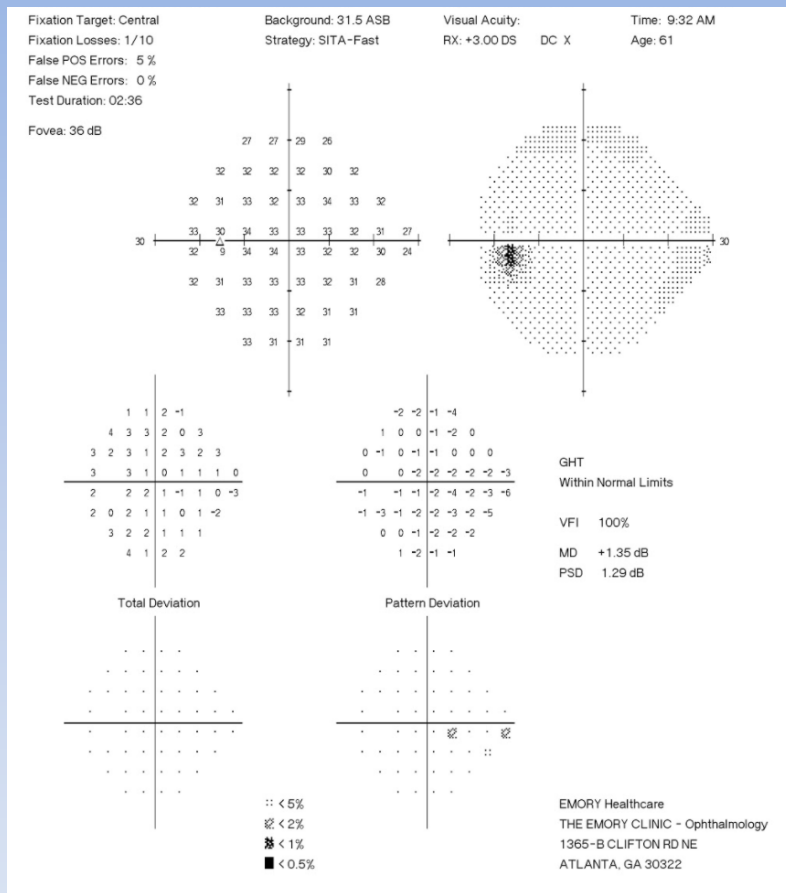 Fixation Target: Central
Fixation Losses: 1/10
False POS Errors: 5 %
False NEG Errors: 0 %
Test Duration: 02:36
Fovea: 36 dB
Background: 31.5 ASB
Strategy: SITA-Fast
Visual Acuity:
RX: +3.00 DS DC X
Time: 9:32 AM
Age: 61
27 27 29 26
32 32 32 32 30 32
32 31 33 32 33 34 33 32
33 30 34 33 33 33 32 31 27
30
32 9 34 34 33 32 32 30 24
32 31 33 33 33 32 31 28
33 33 33 32 31 31
33 31 31 31
30
1 1 2 -1
4 3 3 2 0 3
3 2 3 1 2 3 2 3
3 3 1 0 1 1 1 0
2 2 2 1 -1 1 0 -3
2 0 2 1 1 0 1 -2
3 2 2 1 1 1
4 1 2 2
Total Deviation
-2 -2 -1 -4
1 0 0 -1 -2 0
0 -1 0 -1 -1 0 0 0
0 0 -2 -2 -2 -2 -2 -3
-1 -1 -1 -2 -4 -2 -3 -6
-1 -3 -1 -2 -2 -3 -2 -5
0 0 -1 -2 -2 -2
1 -2 -1 -1
Pattern Deviation
GHT
Within Normal Limits
VFI 100%
MD +1.35 dB
PSD 1.29 dB
< 5%
< 2%
< 1%
< 0.5%
EMORY Healthcare
THE EMORY CLINIC - Ophthalmology
1365-B CLIFTON RD NE
ATLANTA, GA 30322